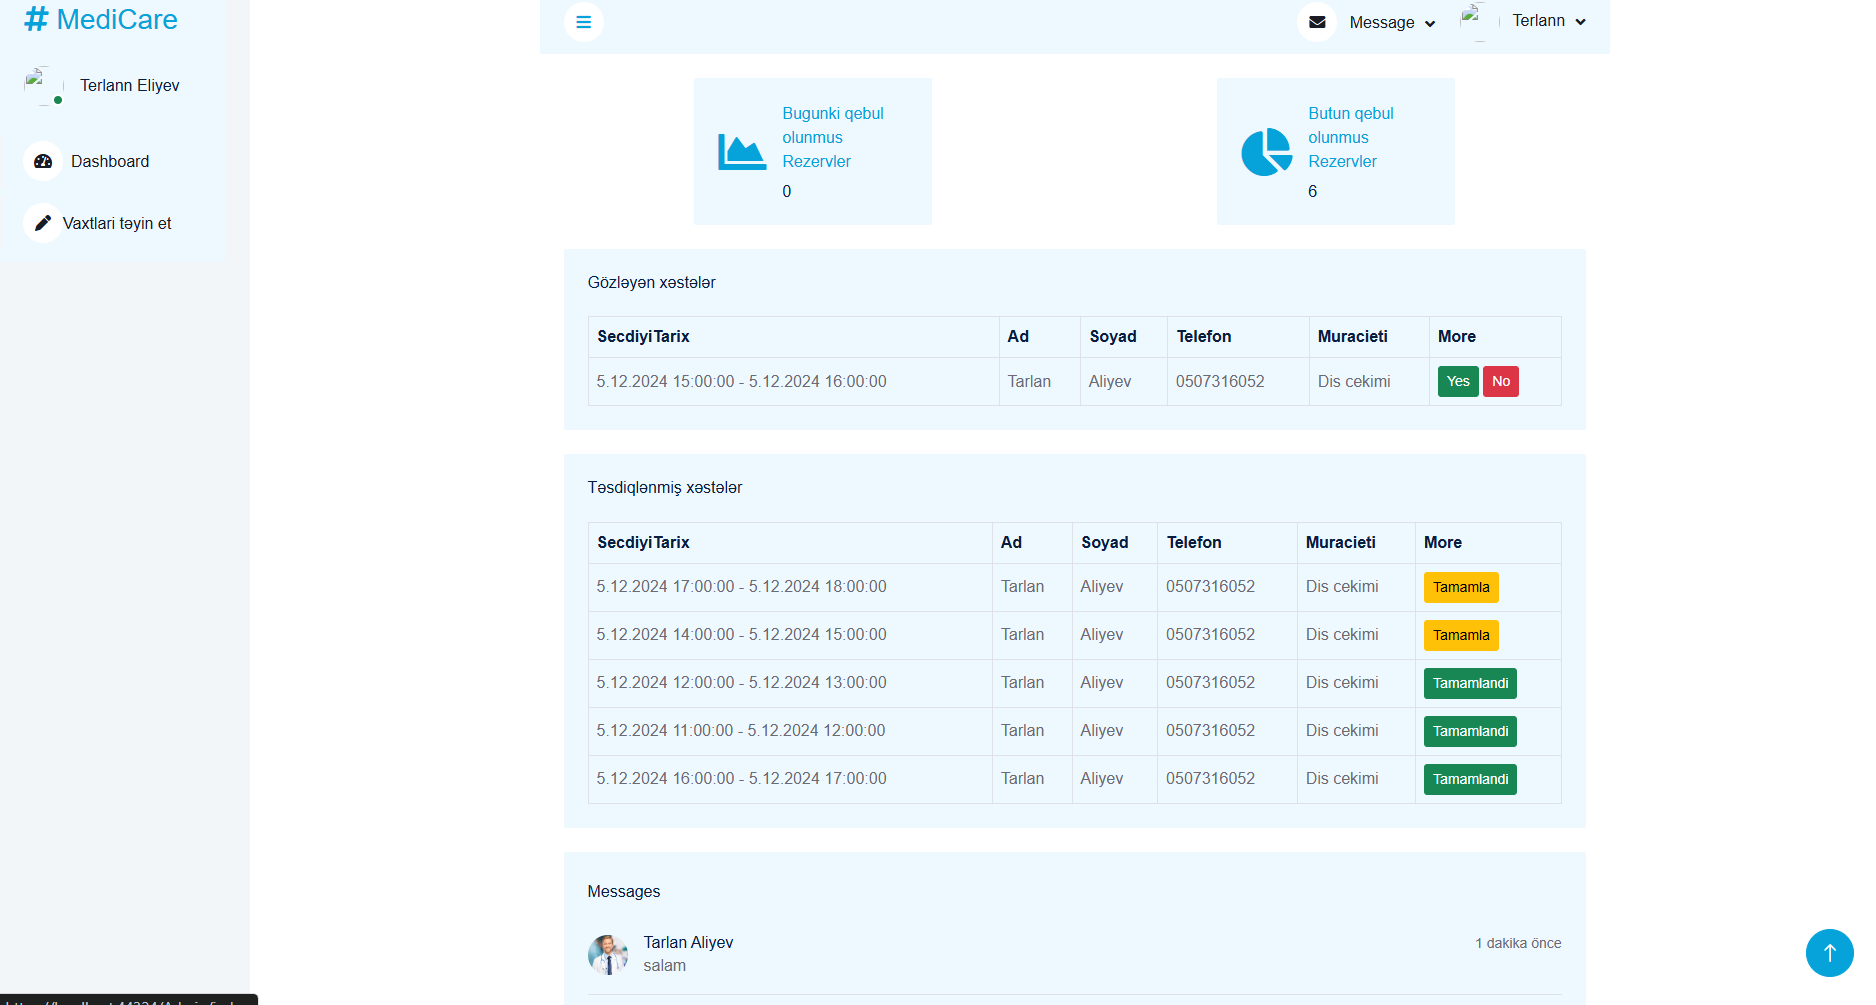 # MediCare
Terlann Eliyev
Dashboard
Vaxtlari təyin et
Message
Terlann
Bugunki qebul
olunmus
Rezervler
0
Butun qebul
olunmus
Rezervler
6
Gözləyən xəstələr
SecdiyiTarix Ad Soyad Telefon Muracieti More
5.12.2024 15:00:00 - 5.12.2024 16:00:00 Tarlan Aliyev 0507316052 Dis cekimi Yes No
Təsdiqlənmiş xəstələr
SecdiyiTarix Ad Soyad Telefon Muracieti More
5.12.2024 17:00:00 - 5.12.2024 18:00:00 Tarlan Aliyev 0507316052 Dis cekimi Tamamla
5.12.2024 14:00:00 - 5.12.2024 15:00:00 Tarlan Aliyev 0507316052 Dis cekimi Tamamla
5.12.2024 12:00:00 - 5.12.2024 13:00:00 Tarlan Aliyev 0507316052 Dis cekimi Tamamlandi
5.12.2024 11:00:00 - 5.12.2024 12:00:00 Tarlan Aliyev 0507316052 Dis cekimi Tamamlandi
5.12.2024 16:00:00 - 5.12.2024 17:00:00 Tarlan Aliyev 0507316052 Dis cekimi Tamamlandi
Messages
Tarlan Aliyev
1 dakika önce
salam